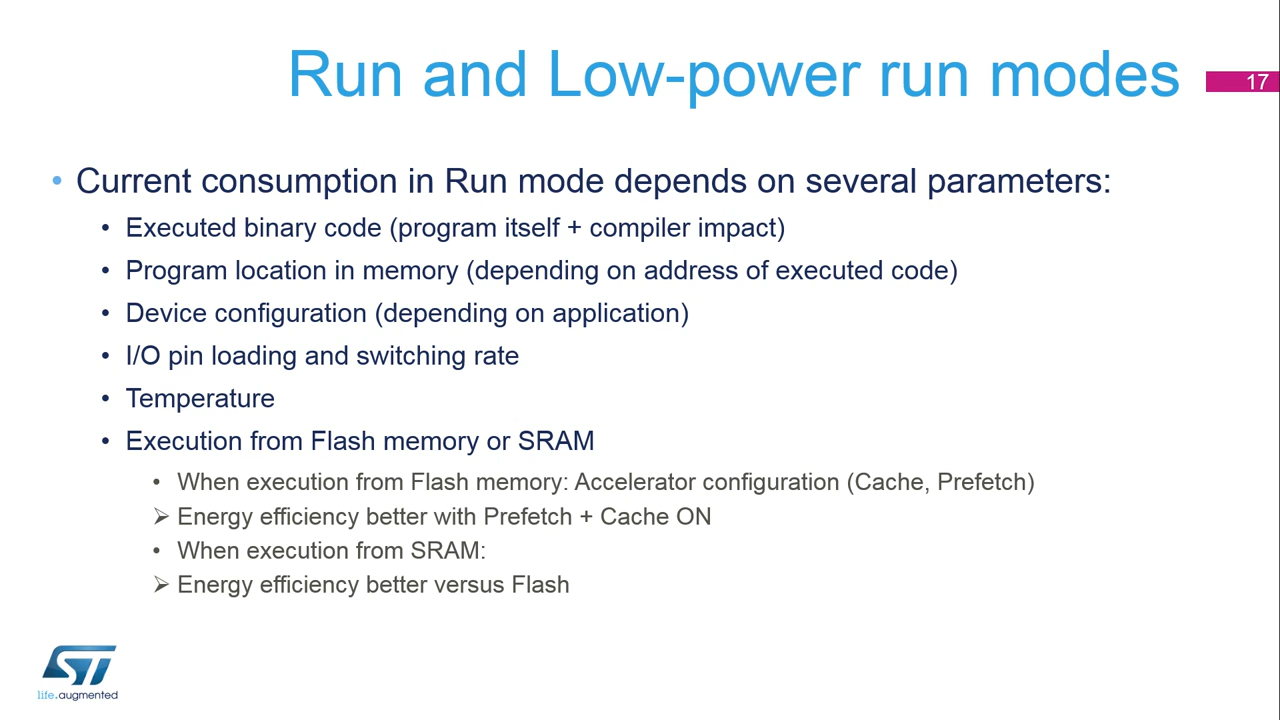 Run and Low-power run modes
17
• Current consumption in Run mode depends on several parameters:
• Executed binary code (program itself + compiler impact)
• Program location in memory (depending on address of executed code)
• Device configuration (depending on application)
• I/O pin loading and switching rate
• Temperature
• Execution from Flash memory or SRAM
• When execution from Flash memory: Accelerator configuration (Cache, Prefetch)
➢ Energy efficiency better with Prefetch + Cache ON
• When execution from SRAM:
➢ Energy efficiency better versus Flash
ST
life.augmented